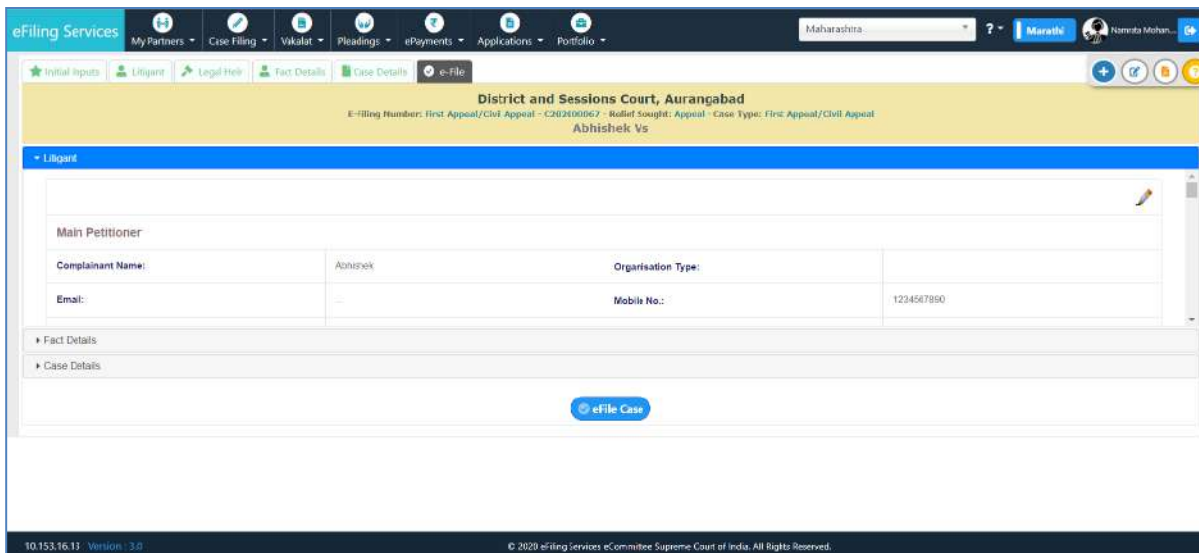 eFiling Services
My Partners Case Filing Vakalat Pleadings ePayments Applications Portfolio
Maharashtra
? Marathi Namrata Mohan...
Initial Inputs Litigant Legal Heir Fact Details Case Details e-File
District and Sessions Court, Aurangabad
E-Filing Number: First Appeal/Civil Appeal - C202000067 - Relief Sought: Appeal - Case Type: First Appeal/Civil Appeal
Abhishek Vs
Litigant
Main Petitioner
Complainant Name: Abhishek Organisation Type:
Email: ... Mobile No.: 1234567890
Fact Details
Case Details
eFile Case
10.153.16.13 Version : 3.0 © 2020 eFiling Services eCommittee Supreme Court of India. All Rights Reserved.